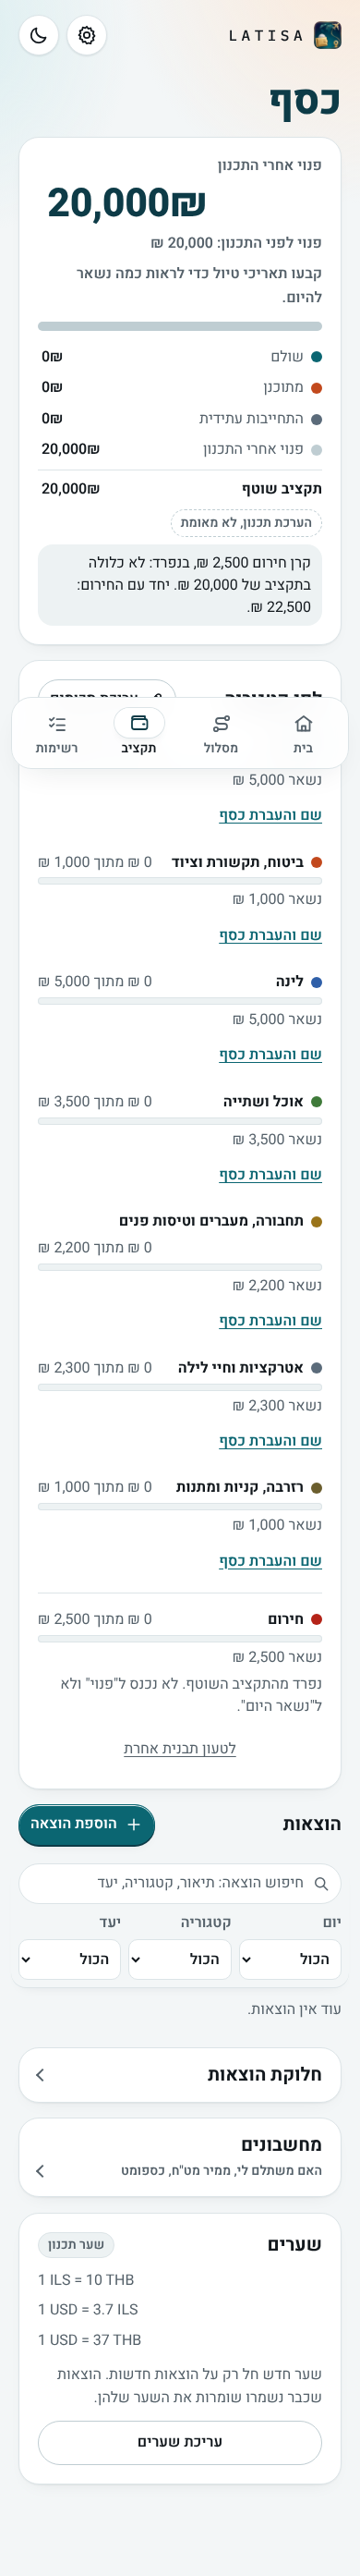 LATISA
כסף
פנוי אחרי התכנון
20,000₪
פנוי לפני התכנון: 20,000 ₪
קבעו תאריכי טיול כדי לראות כמה נשאר
להיום.
שולם 0₪
מתוכנן 0₪
התחייבות עתידית 0₪
פנוי אחרי התכנון 20,000₪
תקציב שוטף 20,000₪
הערכת תכנון, לא מאומת
קרן חירום 2,500 ₪, בנפרד: לא כלולה
בתקציב של 20,000 ₪. יחד עם החירום:
22,500 ₪.
בית
מסלול
תקציב
רשימות
נשאר 5,000 ₪
שם והעברת כסף
ביטוח, תקשורת וציוד 0 ₪ מתוך 1,000 ₪
נשאר 1,000 ₪
שם והעברת כסף
לינה 0 ₪ מתוך 5,000 ₪
נשאר 5,000 ₪
שם והעברת כסף
אוכל ושתייה 0 ₪ מתוך 3,500 ₪
נשאר 3,500 ₪
שם והעברת כסף
תחבורה, מעברים וטיסות פנים
0 ₪ מתוך 2,200 ₪
נשאר 2,200 ₪
שם והעברת כסף
אטרקציות וחיי לילה 0 ₪ מתוך 2,300 ₪
נשאר 2,300 ₪
שם והעברת כסף
רזרבה, קניות ומתנות 0 ₪ מתוך 1,000 ₪
נשאר 1,000 ₪
שם והעברת כסף
חירום 0 ₪ מתוך 2,500 ₪
נשאר 2,500 ₪
נפרד מהתקציב השוטף. לא נכנס ל"פנוי" ולא
ל"נשאר היום".
לטעון תבנית אחרת
הוצאות
הוספת הוצאה
חיפוש הוצאה: תיאור, קטגוריה, יעד
יום קטגוריה יעד
הכול הכול הכול
עוד אין הוצאות.
חלוקת הוצאות
מחשבונים
האם משתלם לי, ממיר מט"ח, כספומט
שערים
שער תכנון
1 ILS = 10 THB
1 USD = 3.7 ILS
1 USD = 37 THB
שער חדש חל רק על הוצאות חדשות. הוצאות
שכבר נשמרו שומרות את השער שלהן.
עריכת שערים